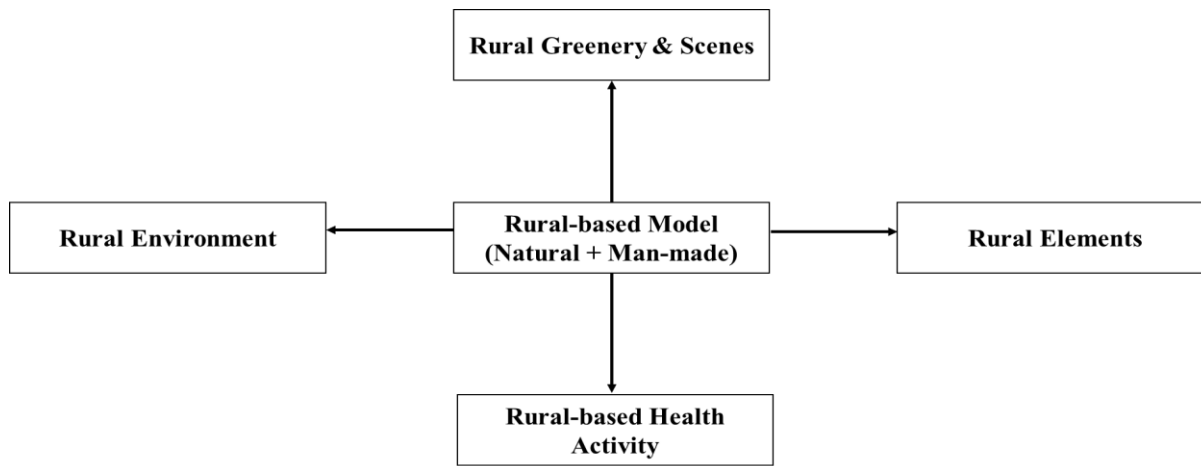 Rural Greenery & Scenes
Rural Environment
Rural-based Model
(Natural + Man-made)
Rural Elements
Rural-based Health
Activity